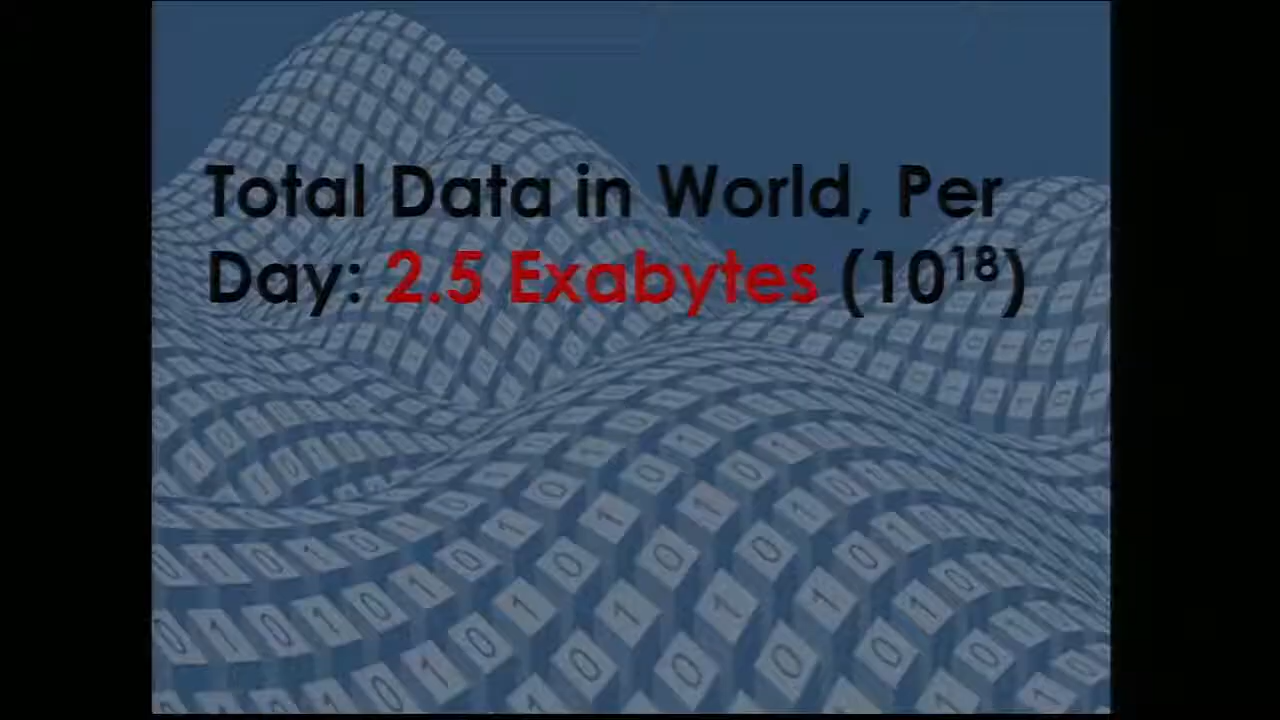 Total Data in World, Per
Day: 2.5 Exabytes (10¹⁸)